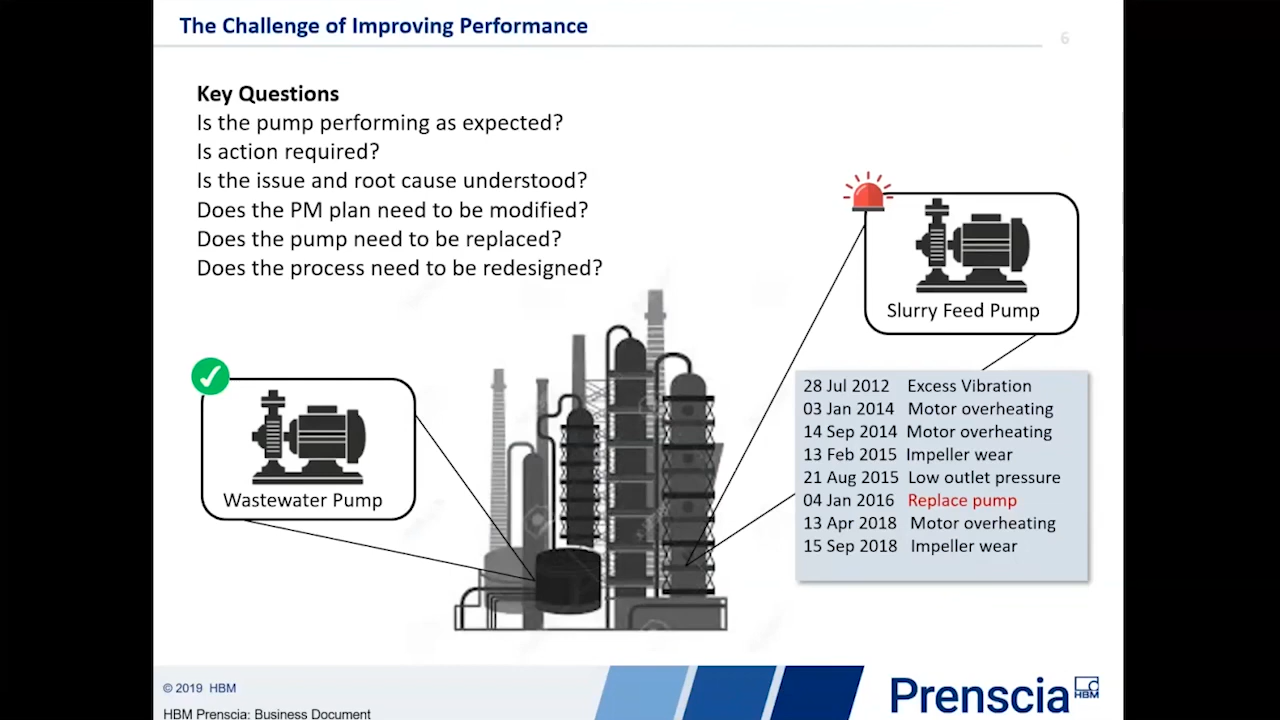 The Challenge of Improving Performance
6
Key Questions
Is the pump performing as expected?
Is action required?
Is the issue and root cause understood?
Does the PM plan need to be modified?
Does the pump need to be replaced?
Does the process need to be redesigned?
Slurry Feed Pump
28 Jul 2012 Excess Vibration
03 Jan 2014 Motor overheating
14 Sep 2014 Motor overheating
13 Feb 2015 Impeller wear
21 Aug 2015 Low outlet pressure
04 Jan 2016 Replace pump
13 Apr 2018 Motor overheating
15 Sep 2018 Impeller wear
Wastewater Pump
© 2019 HBM
HBM Prenscia: Business Document
Prenscia
HBM